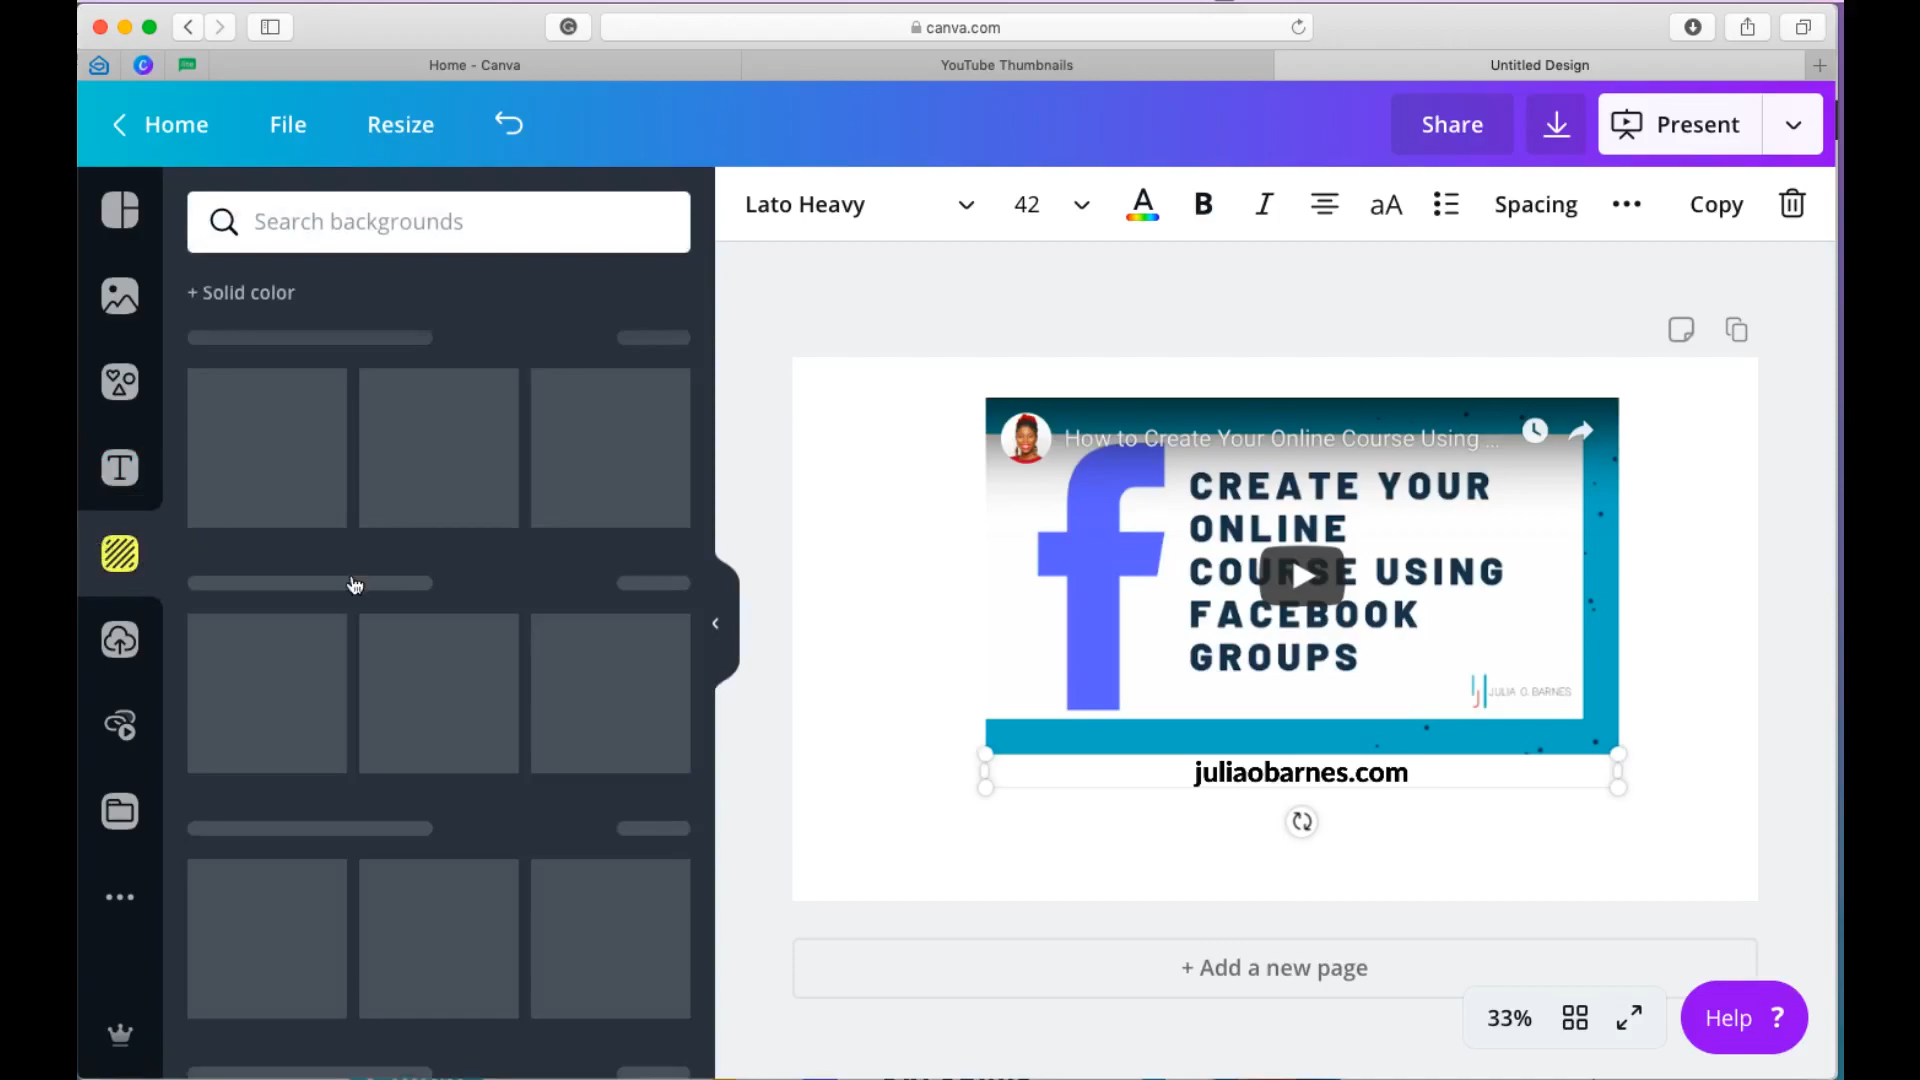 canva.com
Home - Canva
YouTube Thumbnails
Untitled Design
Home
File
Resize
Share
Present
Search backgrounds
+ Solid color
Lato Heavy
42
A
B
I
aA
Spacing
Copy
How to Create Your Online Course Using ...
CREATE YOUR
ONLINE
COURSE USING
FACEBOOK
GROUPS
JULIA O. BARNES
juliaobarnes.com
+ Add a new page
33%
Help ?